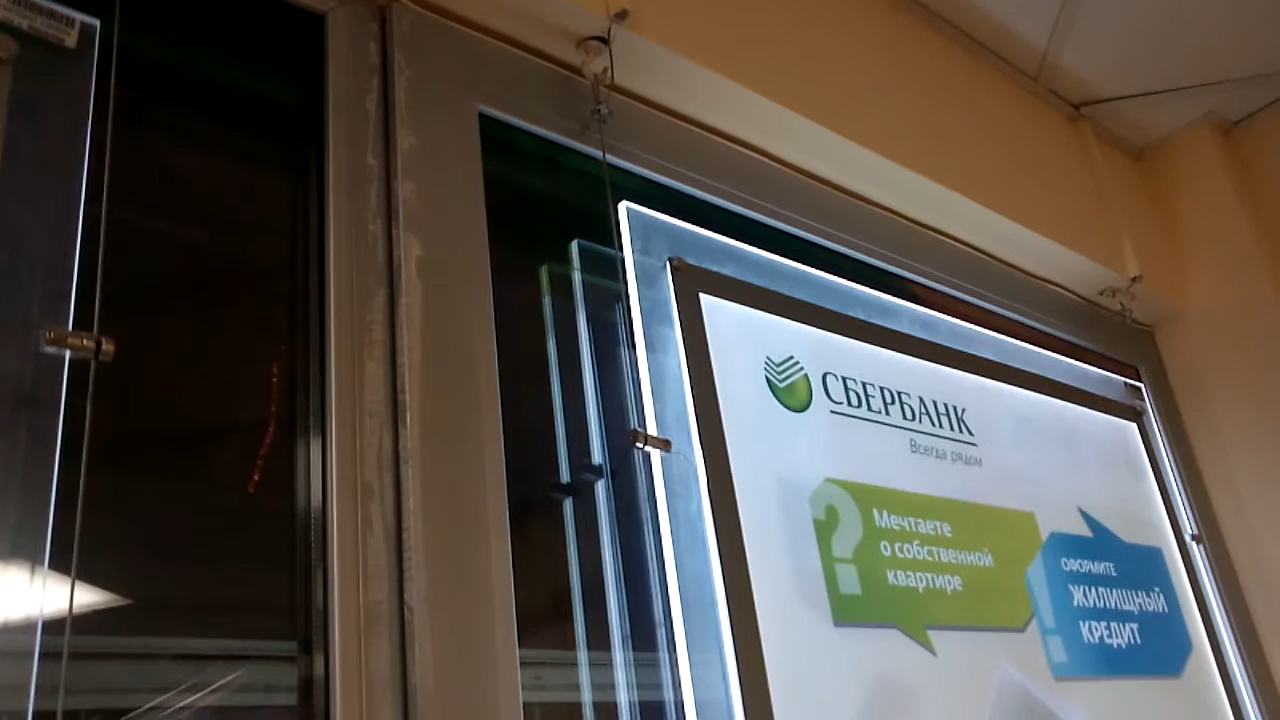 СБЕРБАНК
Всегда рядом
?
Мечтаете
о собственной
квартире
!
ОФОРМИТЕ
ЖИЛИЩНЫЙ
КРЕДИТ